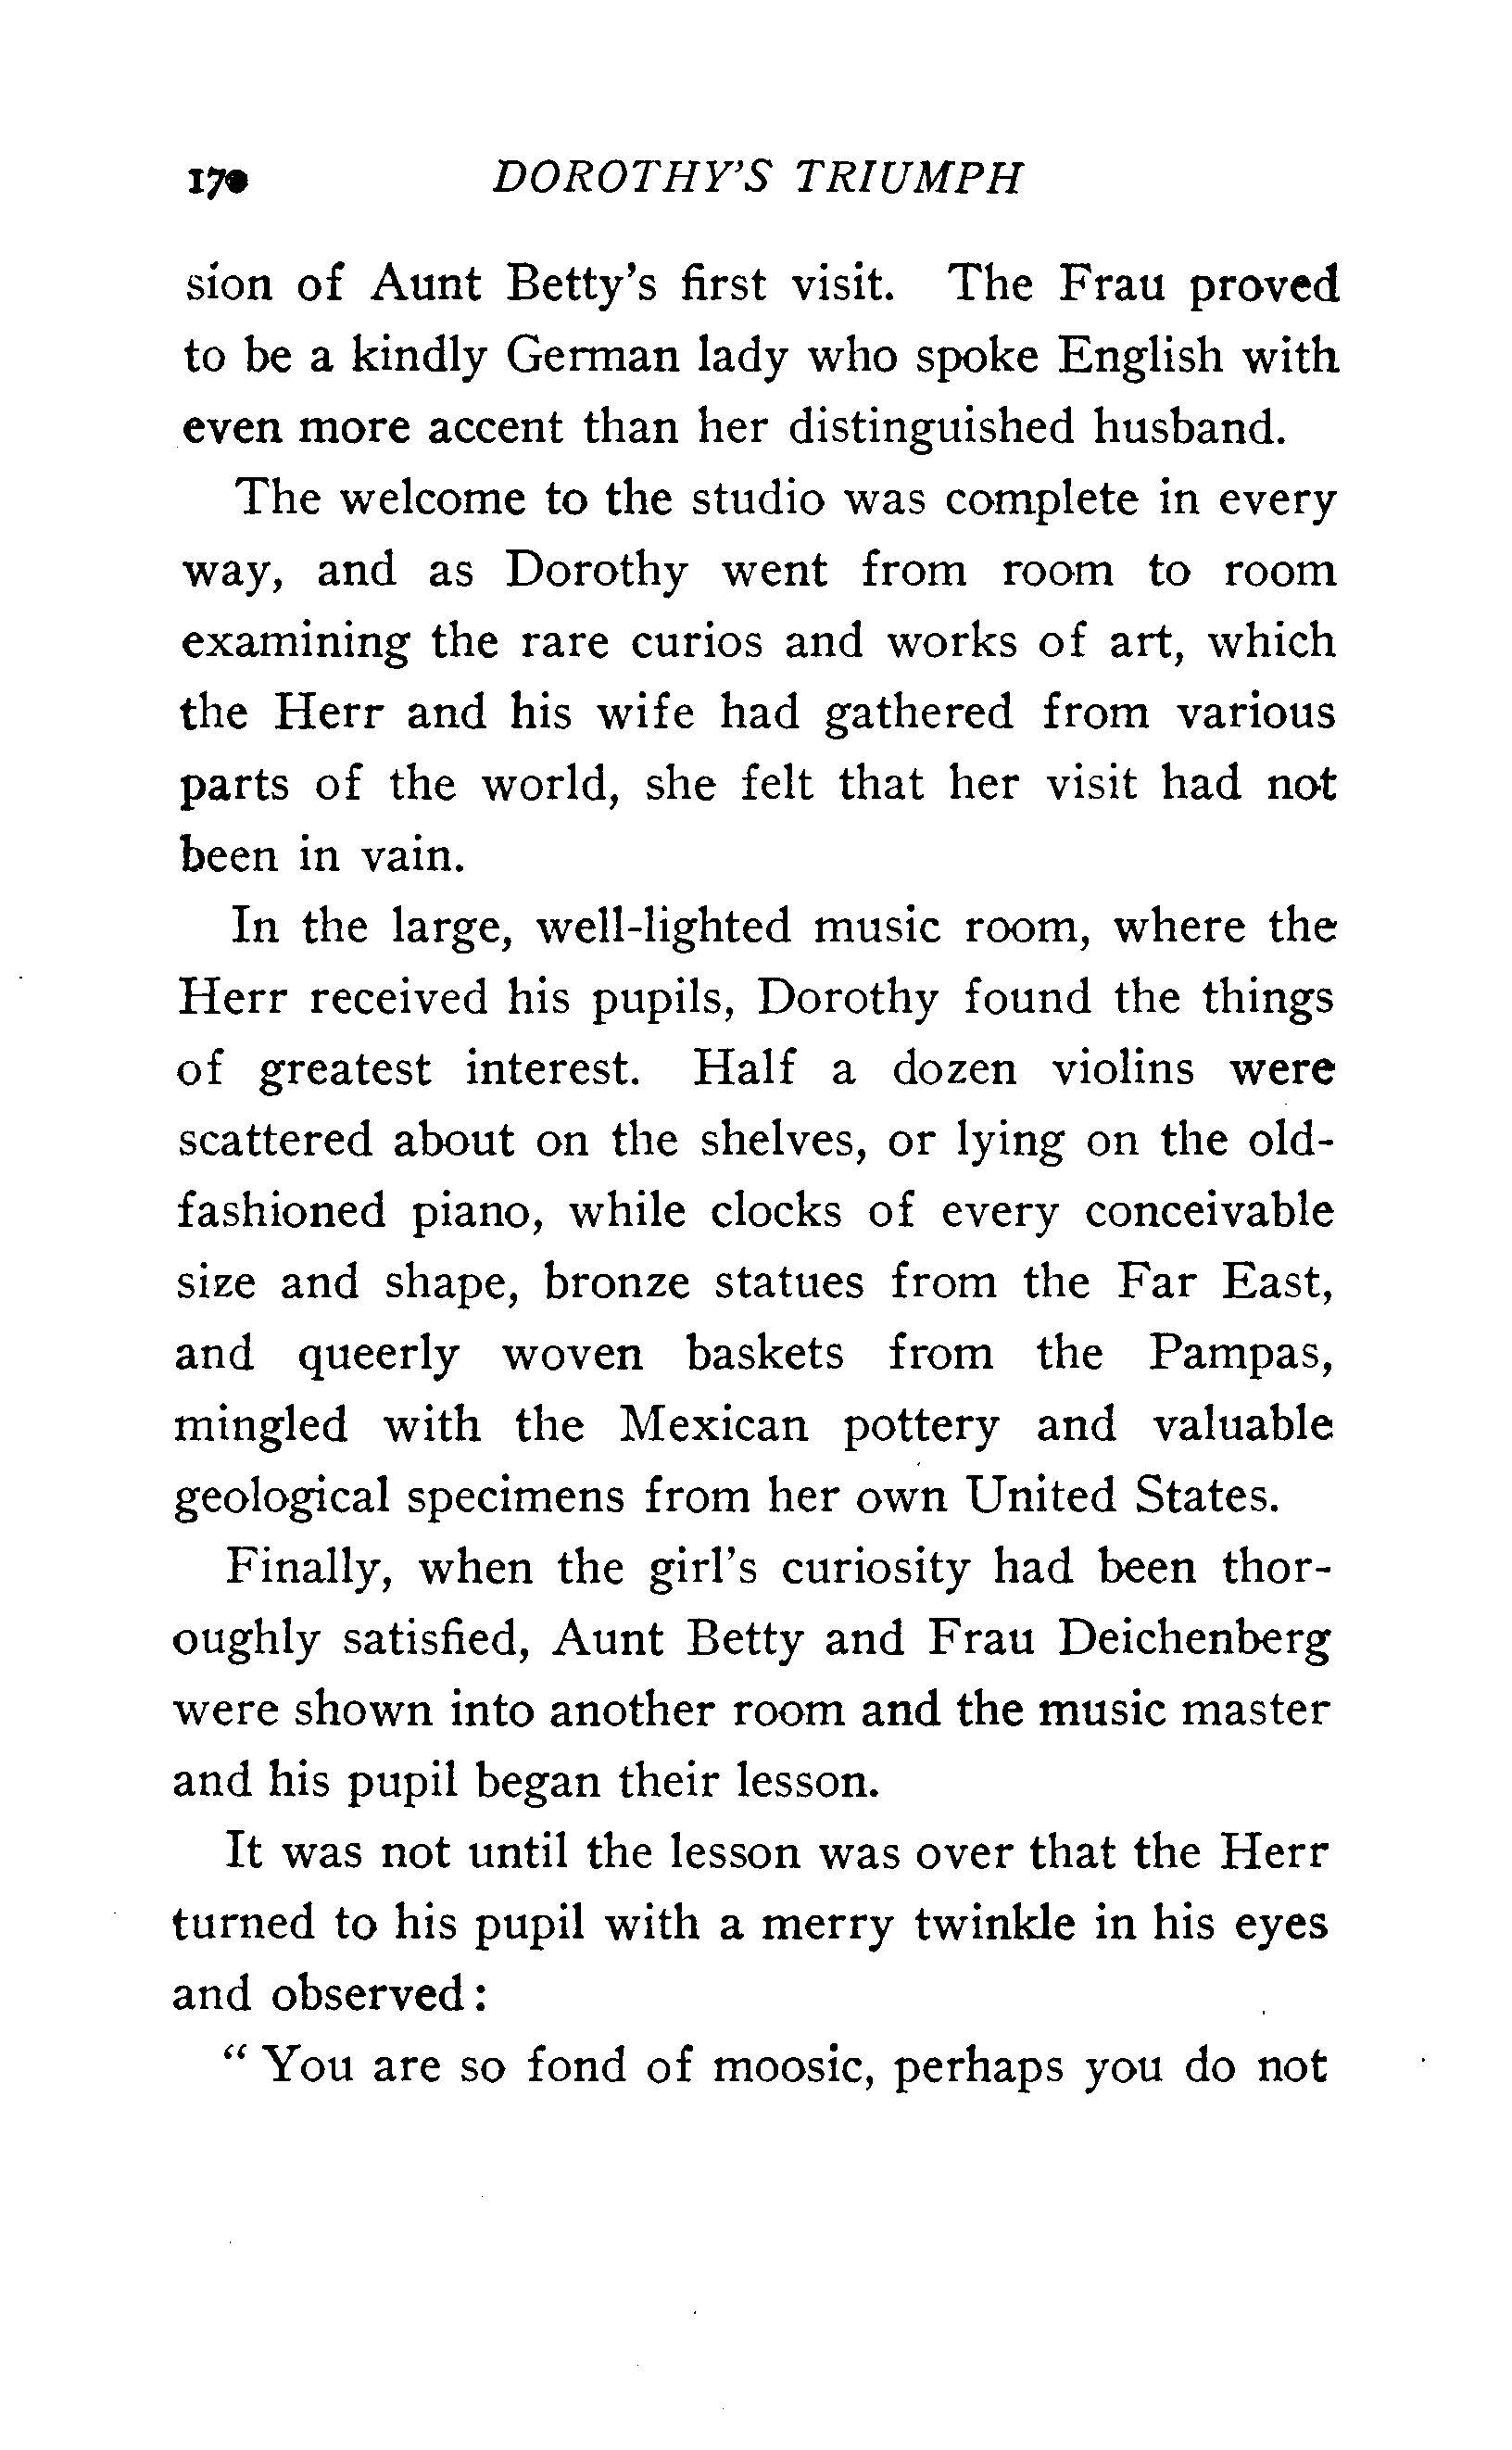 170 DOROTHY'S TRIUMPH
sion of Aunt Betty's first visit. The Frau proved
to be a kindly German lady who spoke English with
even more accent than her distinguished husband.
The welcome to the studio was complete in every
way, and as Dorothy went from room to room
examining the rare curios and works of art, which
the Herr and his wife had gathered from various
parts of the world, she felt that her visit had not
been in vain.
In the large, well-lighted music room, where the
Herr received his pupils, Dorothy found the things
of greatest interest. Half a dozen violins were
scattered about on the shelves, or lying on the old-
fashioned piano, while clocks of every conceivable
size and shape, bronze statues from the Far East,
and queerly woven baskets from the Pampas,
mingled with the Mexican pottery and valuable
geological specimens from her own United States.
Finally, when the girl's curiosity had been thor-
oughly satisfied, Aunt Betty and Frau Deichenberg
were shown into another room and the music master
and his pupil began their lesson.
It was not until the lesson was over that the Herr
turned to his pupil with a merry twinkle in his eyes
and observed:
“ You are so fond of moosic, perhaps you do not